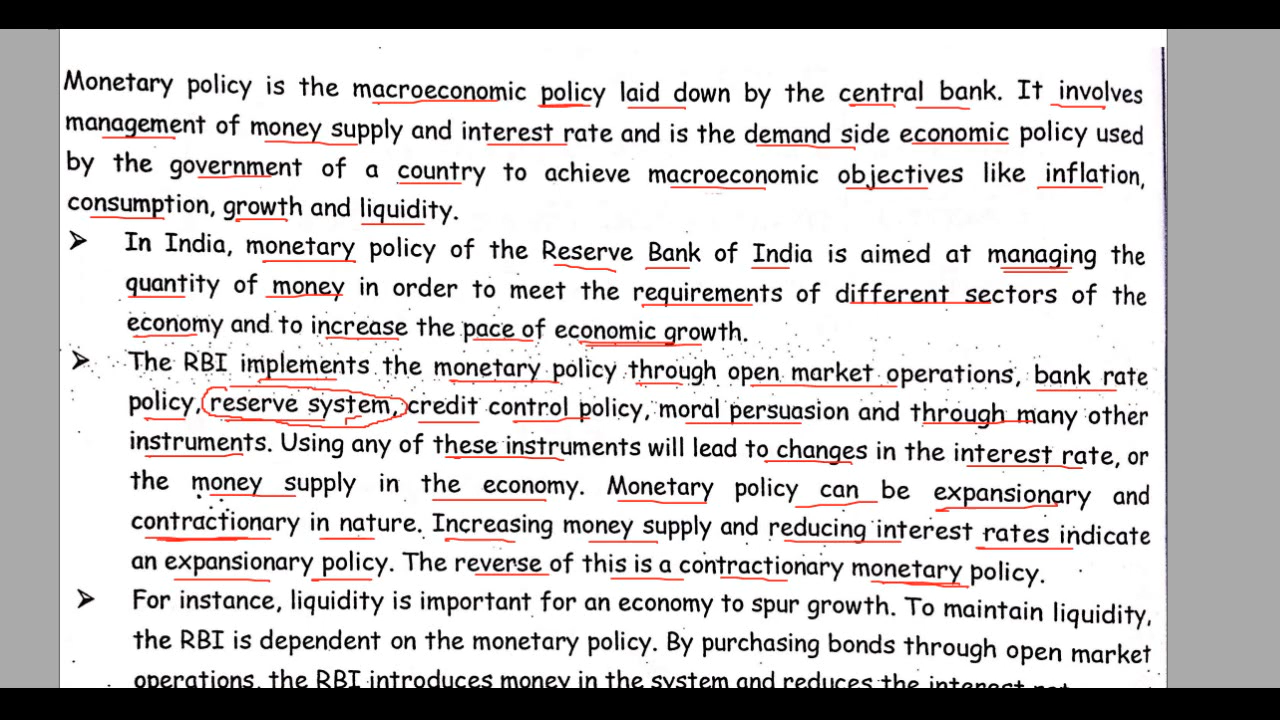 Monetary policy is the macroeconomic policy laid down by the central bank. It involves
management of money supply and interest rate and is the demand side economic policy used
by the government of a country to achieve macroeconomic objectives like inflation,
consumption, growth and liquidity.
➤ In India, monetary policy of the Reserve Bank of India is aimed at managing the
quantity of money in order to meet the requirements of different sectors of the
economy and to increase the pace of economic growth.
➤ The RBI implements the monetary policy through open market operations, bank rate
policy, reserve system, credit control policy, moral persuasion and through many other
instruments. Using any of these instruments will lead to changes in the interest rate, or
the money supply in the economy. Monetary policy can be expansionary and
contractionary in nature. Increasing money supply and reducing interest rates indicate
an expansionary policy. The reverse of this is a contractionary monetary policy.
➤ For instance, liquidity is important for an economy to spur growth. To maintain liquidity,
the RBI is dependent on the monetary policy. By purchasing bonds through open market
operations, the RBI introduces money in the system and reduces the interest